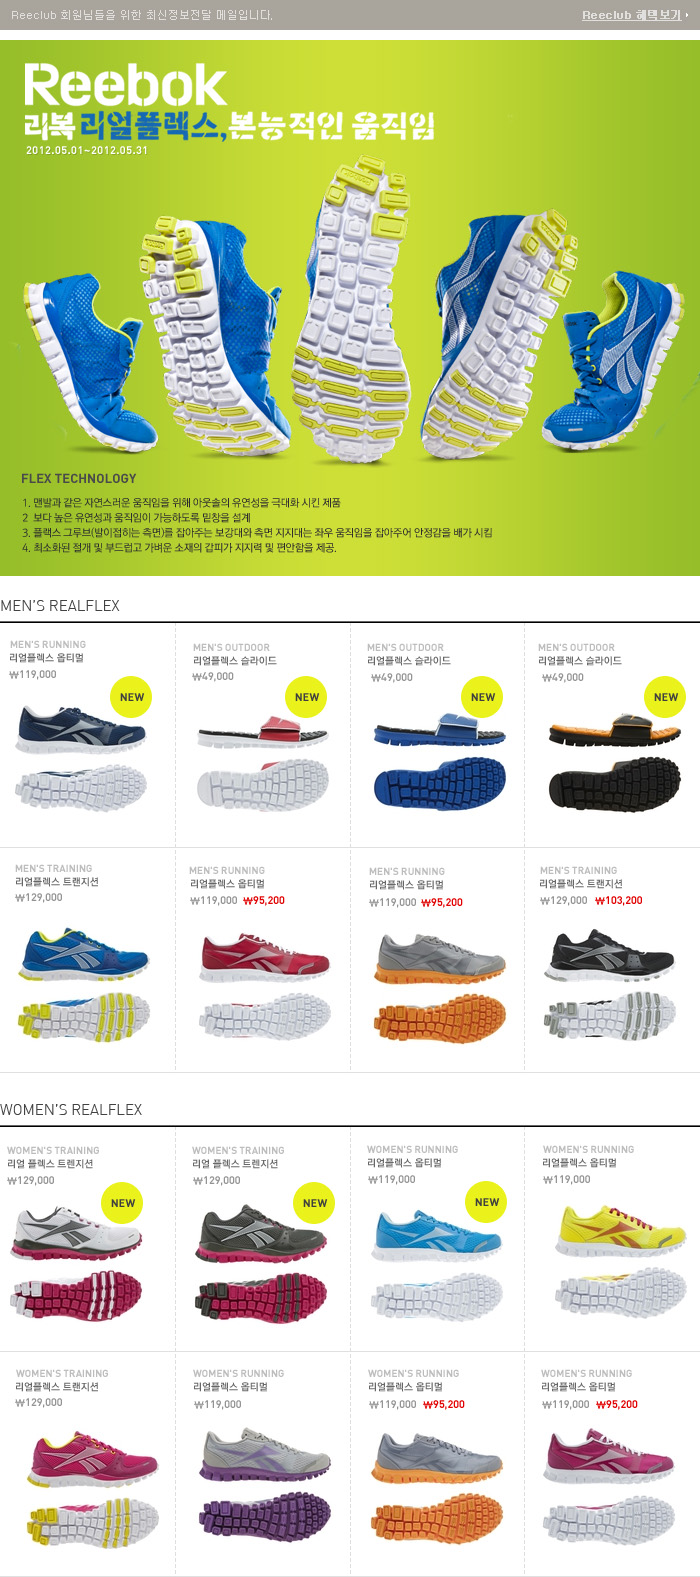 Reeclub 회원님들을 위한 최신정보전달 메일입니다.
Reeclub 혜택보기
Reebok
리복 리얼플렉스, 본능적인 움직임
2012.05.01~2012.05.31
FLEX TECHNOLOGY
1. 맨발과 같은 자연스러운 움직임을 위해 아웃솔의 유연성을 극대화 시킨 제품
2 보다 높은 유연성과 움직임이 가능하도록 밑창을 설계
3. 플랙스 그루브(발이접히는 측면)를 잡아주는 보강대와 측면 지지대는 좌우 움직임을 잡아주어 안정감을 배가 시킴
4. 최소화된 절개 및 부드럽고 가벼운 소재의 갑피가 지지력 및 편안함을 제공.
MEN'S REALFLEX
MEN'S RUNNING
리얼플렉스 옵티멀
₩119,000
NEW
MEN'S OUTDOOR
리얼플렉스 슬라이드
₩49,000
NEW
MEN'S OUTDOOR
리얼플렉스 슬라이드
₩49,000
NEW
MEN'S OUTDOOR
리얼플렉스 슬라이드
₩49,000
NEW
MEN'S TRAINING
리얼플렉스 트랜지션
₩129,000
MEN'S RUNNING
리얼플렉스 옵티멀
₩119,000 ₩95,200
MEN'S RUNNING
리얼플렉스 옵티멀
₩119,000 ₩95,200
MEN'S TRAINING
리얼플렉스 트랜지션
₩129,000 ₩103,200
WOMEN'S REALFLEX
WOMEN'S TRAINING
리얼 플렉스 트렌지션
₩129,000
NEW
WOMEN'S TRAINING
리얼 플렉스 트렌지션
₩129,000
NEW
WOMEN'S RUNNING
리얼플렉스 옵티멀
₩119,000
NEW
WOMEN'S RUNNING
리얼플렉스 옵티멀
₩119,000
WOMEN'S TRAINING
리얼플렉스 트랜지션
₩129,000
WOMEN'S RUNNING
리얼플렉스 옵티멀
₩119,000
WOMEN'S RUNNING
리얼플렉스 옵티멀
₩119,000 ₩95,200
WOMEN'S RUNNING
리얼플렉스 옵티멀
₩119,000 ₩95,200